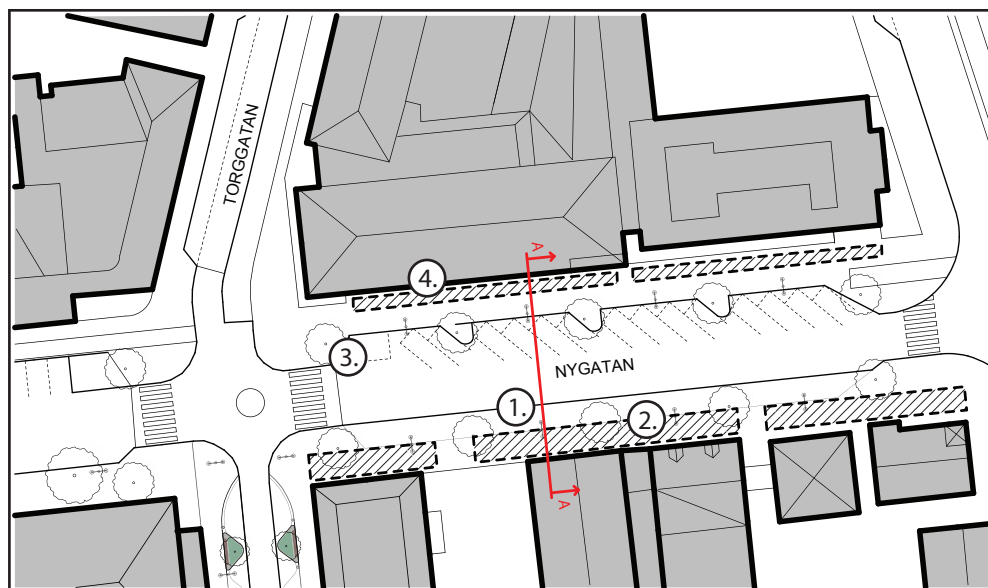 TORGGATAN
A
4.
3.
NYGATAN
1.
2.
A